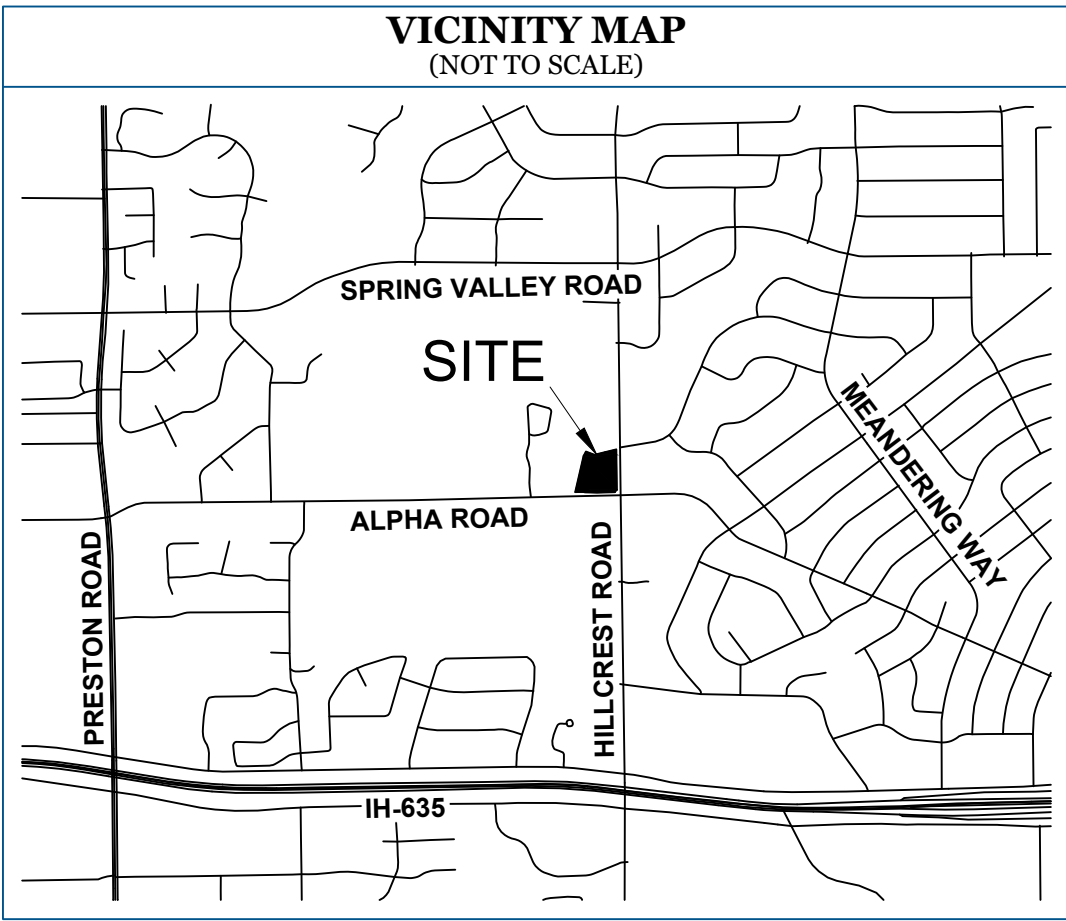 VICINITY MAP
(NOT TO SCALE)
SPRING VALLEY ROAD
SITE
MEANDERING WAY
ALPHA ROAD
PRESTON ROAD
HILLCREST ROAD
IH-635